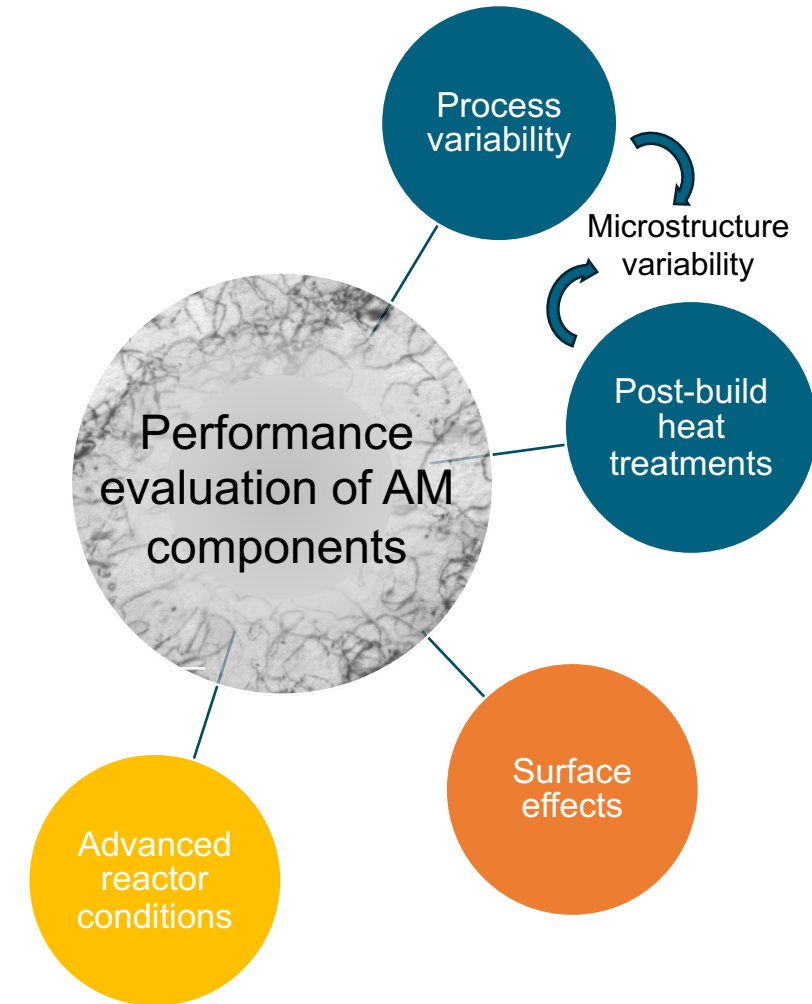 Process
variability
Microstructure
variability
Post-build
heat
treatments
Performance
evaluation of AM
components
Surface
effects
Advanced
reactor
conditions